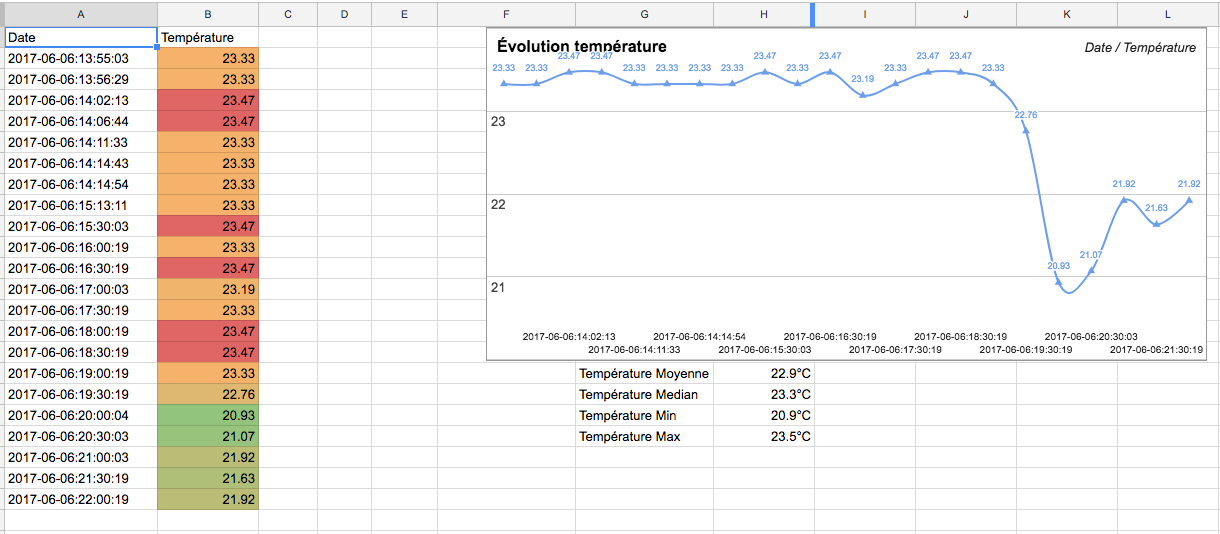 A B C D E F G H I J K L
Date Température
2017-06-06:13:55:03 23.33
2017-06-06:13:56:29 23.33
2017-06-06:14:02:13 23.47
2017-06-06:14:06:44 23.47
2017-06-06:14:11:33 23.33
2017-06-06:14:14:43 23.33
2017-06-06:14:14:54 23.33
2017-06-06:15:13:11 23.33
2017-06-06:15:30:03 23.47
2017-06-06:16:00:19 23.33
2017-06-06:16:30:19 23.47
2017-06-06:17:00:03 23.19
2017-06-06:17:30:19 23.33
2017-06-06:18:00:19 23.47
2017-06-06:18:30:19 23.47
2017-06-06:19:00:19 23.33
2017-06-06:19:30:19 22.76
2017-06-06:20:00:04 20.93
2017-06-06:20:30:03 21.07
2017-06-06:21:00:03 21.92
2017-06-06:21:30:19 21.63
2017-06-06:22:00:19 21.92
Évolution température
Date / Température
23.33 23.33 23.47 23.47 23.33 23.33 23.33 23.33 23.47 23.33 23.47 23.19 23.33 23.47 23.47 23.33 22.76 20.93 21.07 21.92 21.63 21.92
23
22
21
2017-06-06:14:02:13 2017-06-06:14:14:54 2017-06-06:16:30:19 2017-06-06:18:30:19 2017-06-06:20:30:03
2017-06-06:14:11:33 2017-06-06:15:30:03 2017-06-06:17:30:19 2017-06-06:19:30:19 2017-06-06:21:30:19
Température Moyenne 22.9°C
Température Median 23.3°C
Température Min 20.9°C
Température Max 23.5°C